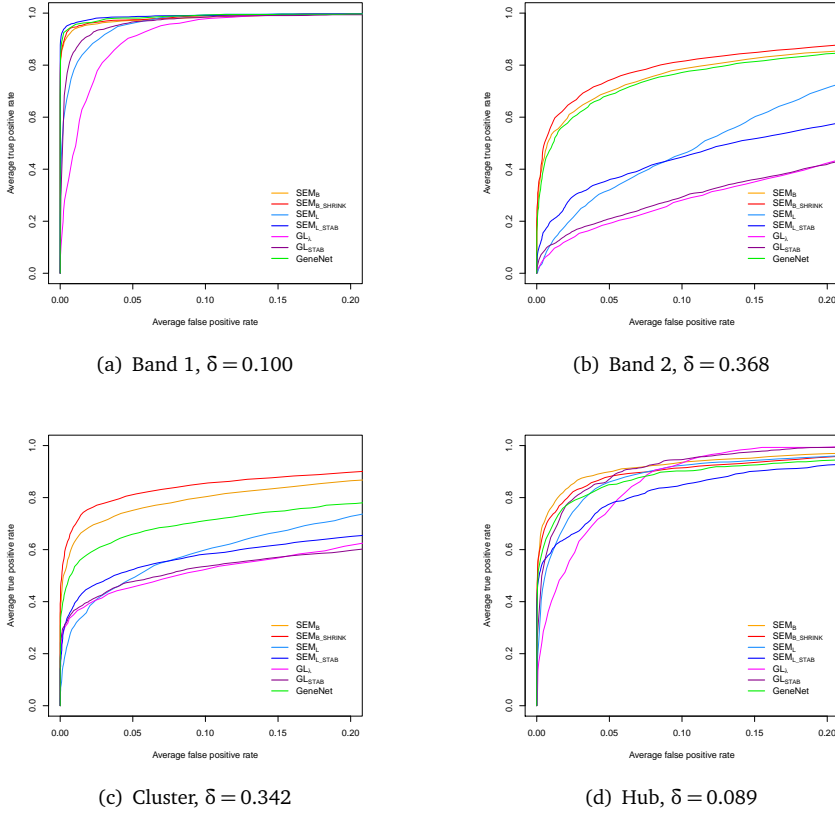 Average true positive rate
1.0
0.8
0.6
0.4
0.2
0.0
SEM_B
SEM_B_SHRINK
SEM_L
SEM_L_STAB
GL_λ
GL_STAB
GeneNet
0.00 0.05 0.10 0.15 0.20
Average false positive rate
(a) Band 1, δ = 0.100
Average true positive rate
1.0
0.8
0.6
0.4
0.2
0.0
SEM_B
SEM_B_SHRINK
SEM_L
SEM_L_STAB
GL_λ
GL_STAB
GeneNet
0.00 0.05 0.10 0.15 0.20
Average false positive rate
(b) Band 2, δ = 0.368
Average true positive rate
1.0
0.8
0.6
0.4
0.2
0.0
SEM_B
SEM_B_SHRINK
SEM_L
SEM_L_STAB
GL_λ
GL_STAB
GeneNet
0.00 0.05 0.10 0.15 0.20
Average false positive rate
(c) Cluster, δ = 0.342
Average true positive rate
1.0
0.8
0.6
0.4
0.2
0.0
SEM_B
SEM_B_SHRINK
SEM_L
SEM_L_STAB
GL_λ
GL_STAB
GeneNet
0.00 0.05 0.10 0.15 0.20
Average false positive rate
(d) Hub, δ = 0.089